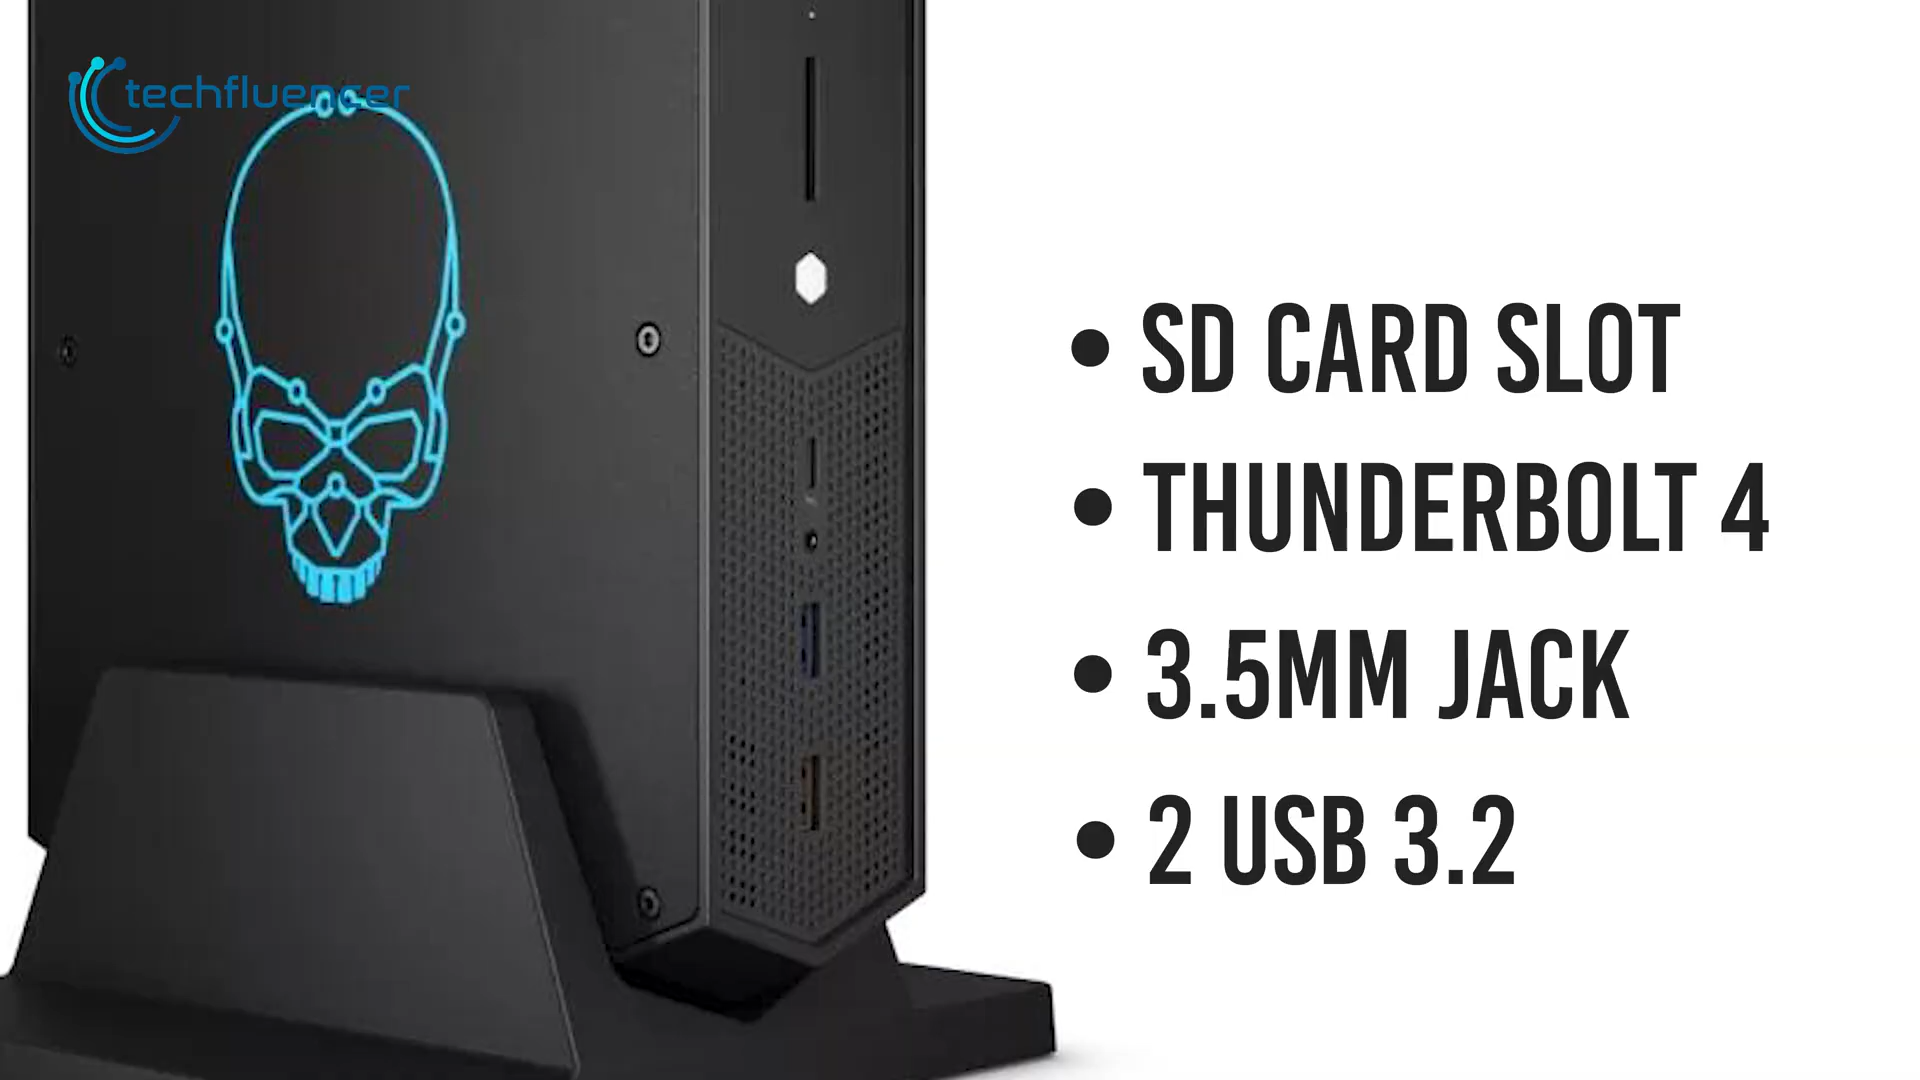 techfluencer
• SD CARD SLOT
• THUNDERBOLT 4
• 3.5MM JACK
• 2 USB 3.2